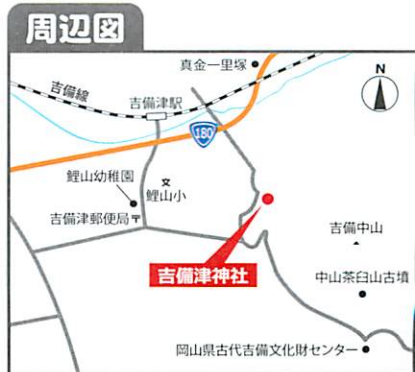 周辺図
真金一里塚
N
吉備線
吉備津駅
180
鯉山幼稚園
文
鯉山小
吉備津郵便局〒
吉備中山
吉備津神社
中山茶臼山古墳
岡山県古代吉備文化財センター